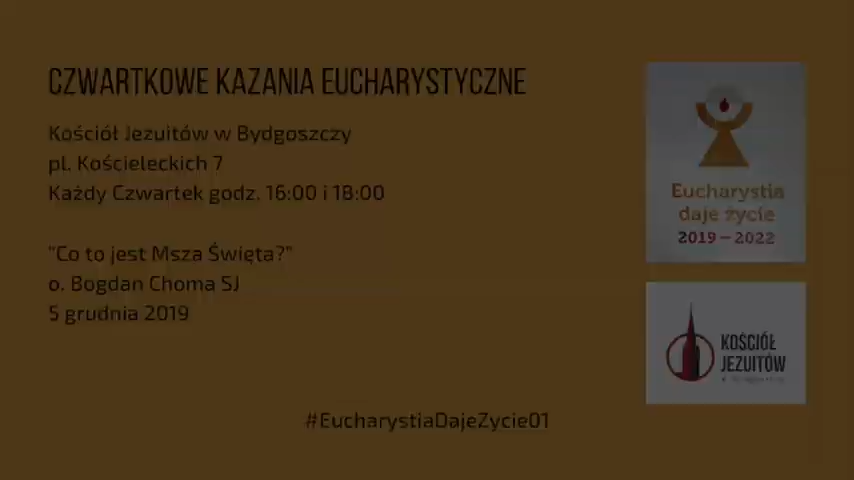 CZWARTKOWE KAZANIA EUCHARYSTYCZNE
Kościół Jezuitów w Bydgoszczy
pl. Kościeleckich 7
Każdy Czwartek godz. 16:00 i 18:00
"Co to jest Msza Święta?"
o. Bogdan Choma SJ
5 grudnia 2019
#EucharystiaDajeZycie01
Eucharystia
daje życie
2019 – 2022
KOŚCIÓŁ
JEZUITÓW